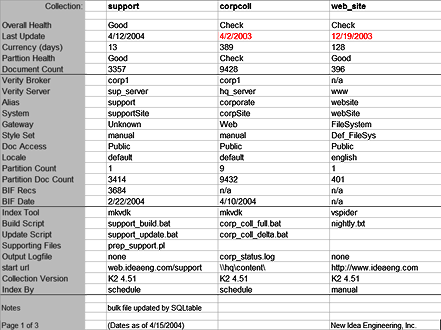 Collection: support corpcoll web_site
Overall Health Good Check Check
Last Update 4/12/2004 4/2/2003 12/19/2003
Currency (days) 13 389 128
Partition Health Good Check Good
Document Count 3357 9428 396
Verity Broker corp1 corp1 n/a
Verity Server sup_server hq_server www
Alias support corporate website
System supportSite corpSite webSite
Gateway Unknown Web FileSystem
Style Set manual manual Def_FileSys
Doc Access Public Public Public
Locale default default english
Partition Count 1 9 1
Partition Doc Count 3414 9432 401
BIF Recs 3684 n/a n/a
BIF Date 2/22/2004 4/10/2004 n/a
Index Tool mkvdk mkvdk vspider
Build Script support_build.bat corp_coll_full.bat nightly.txt
Update Script support_update.bat corp_coll_delta.bat
Supporting Files prep_support.pl
Output Logfile none corp_status.log none
start url web.ideaeng.com/support \\hq\content\ http://www.ideaeng.com
Collection Version K2 4.51 K2 4.51 K2 4.51
Index By schedule schedule manual
Notes bulk file updated by SQLtable
Page 1 of 3 (Dates as of 4/15/2004) New Idea Engineering, Inc.